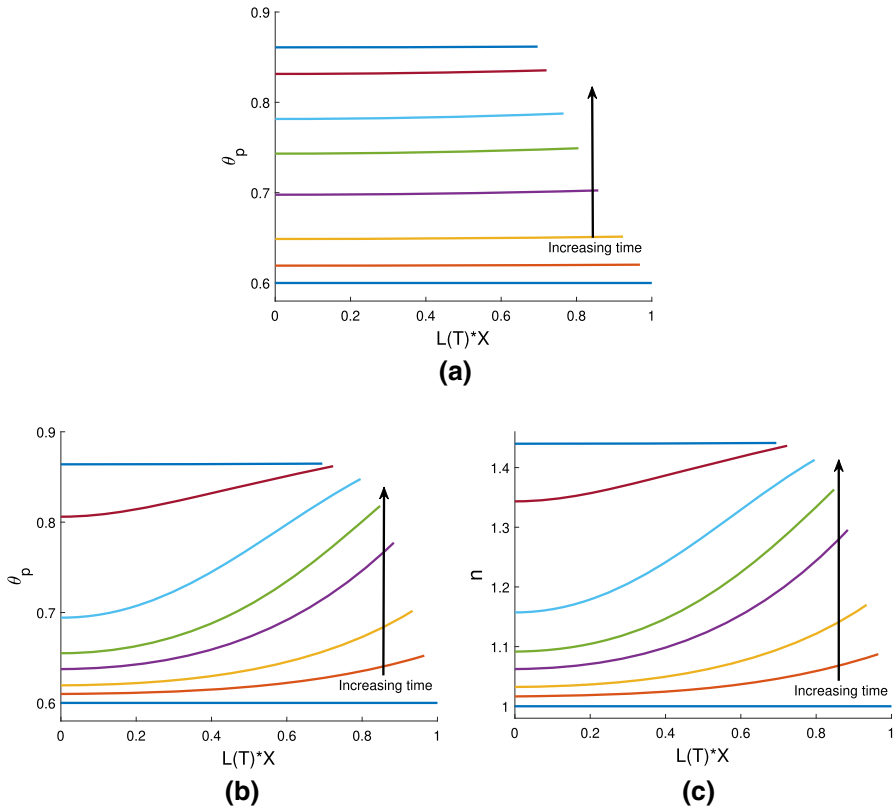 0.9
0.8
0.7
0.6
θp
Increasing time
0 0.2 0.4 0.6 0.8 1
L(T)*X
(a)
0.9
0.8
0.7
0.6
θp
Increasing time
0 0.2 0.4 0.6 0.8 1
L(T)*X
(b)
1.4
1.3
1.2
1.1
1
n
Increasing time
0 0.2 0.4 0.6 0.8 1
L(T)*X
(c)